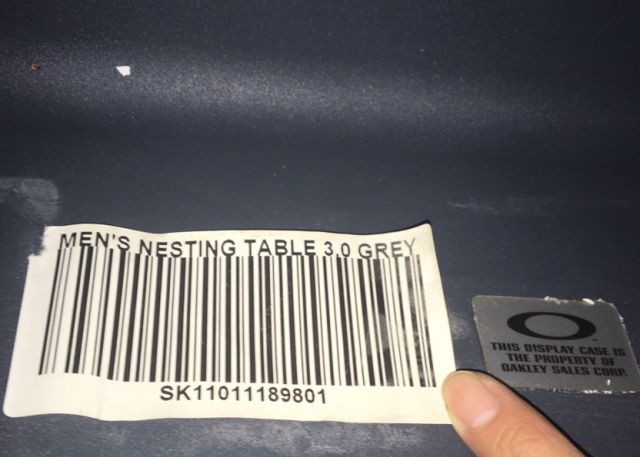 MEN'S NESTING TABLE 3.0 GREY
SK11011189801
THIS DISPLAY CASE IS
THE PROPERTY OF
OAKLEY SALES CORP.